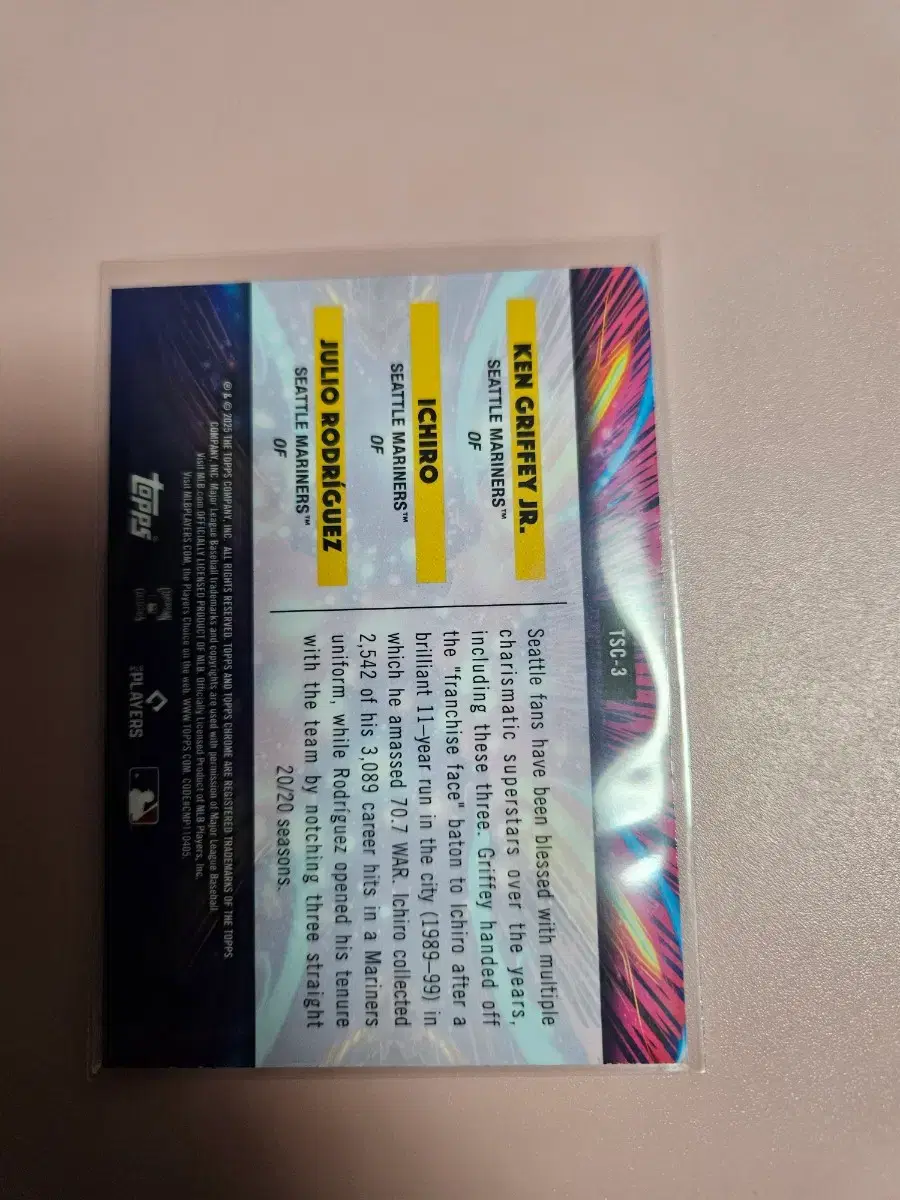 TSC-3
KEN GRIFFEY JR.
SEATTLE MARINERS™
OF
ICHIRO
SEATTLE MARINERS™
OF
JULIO RODRÍGUEZ
SEATTLE MARINERS™
OF
Seattle fans have been blessed with multiple
charismatic superstars over the years,
including these three. Griffey handed off
the "franchise face" baton to Ichiro after a
brilliant 11–year run in the city (1989–99) in
which he amassed 70.7 WAR. Ichiro collected
2,542 of his 3,089 career hits in a Mariners
uniform, while Rodríguez opened his tenure
with the team by notching three straight
20/20 seasons.
® & © 2025 THE TOPPS COMPANY, INC. ALL RIGHTS RESERVED. TOPPS AND TOPPS CHROME ARE REGISTERED TRADEMARKS OF THE TOPPS
COMPANY, INC. Major League Baseball trademarks and copyrights are used with permission of Major League Baseball.
Visit MLB.com OFFICIALLY LICENSED PRODUCT OF MLB. Officially Licensed Product of MLB Players, Inc.
Visit MLBPLAYERS.COM, the Players Choice on the web. WWW.TOPPS.COM. CODE#CMP110405.
topps
PLAYERS